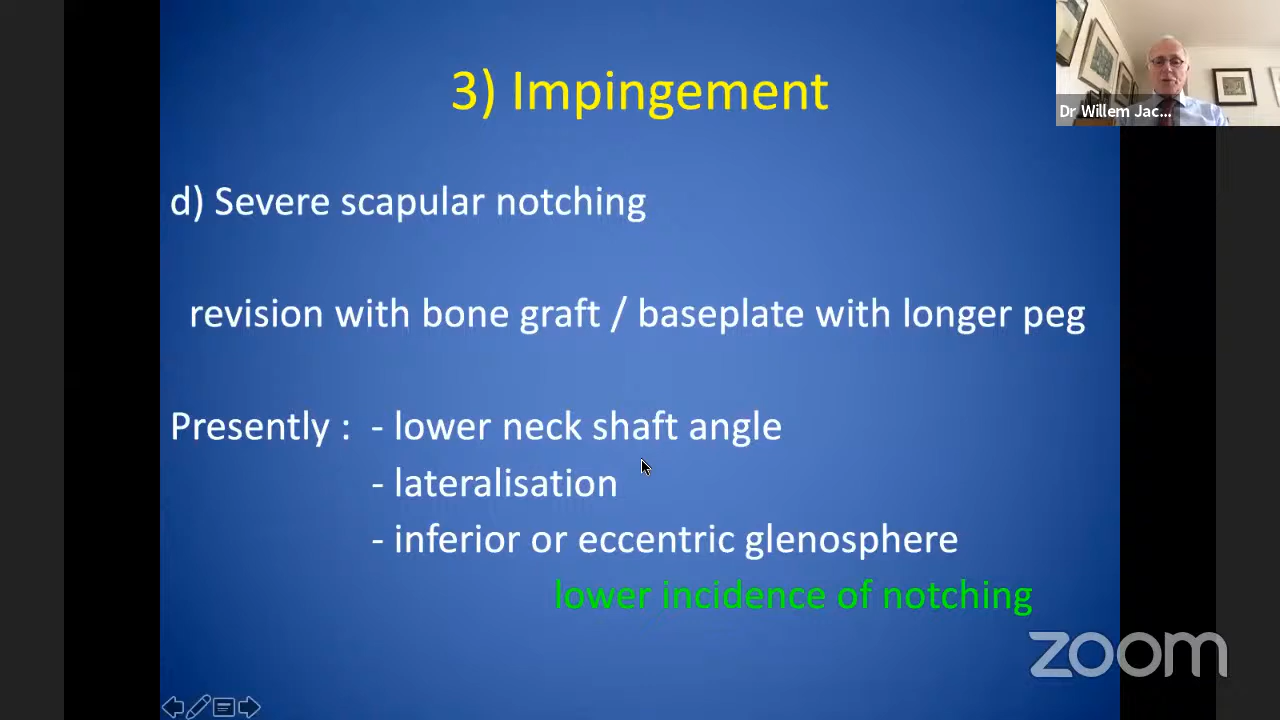 3) Impingement
Dr Willem Jac...
d) Severe scapular notching
revision with bone graft / baseplate with longer peg
Presently : - lower neck shaft angle
- lateralisation
- inferior or eccentric glenosphere
lower incidence of notching
zoom